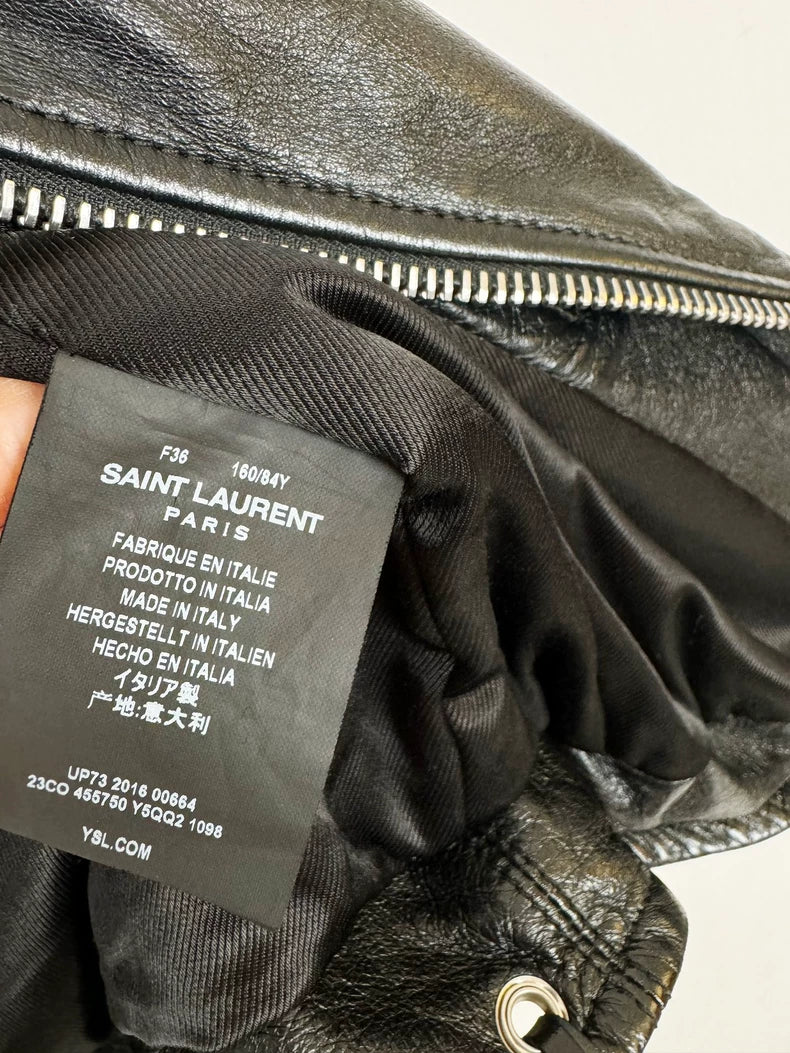 F36 160/84Y
SAINT LAURENT
PARIS
FABRIQUE EN ITALIE
PRODOTTO IN ITALIA
MADE IN ITALY
HERGESTELLT IN ITALIEN
HECHO EN ITALIA
イタリア製
产地:意大利
UP73 2016 00664
23CO 455750 Y5QQ2 1098
YSL.COM